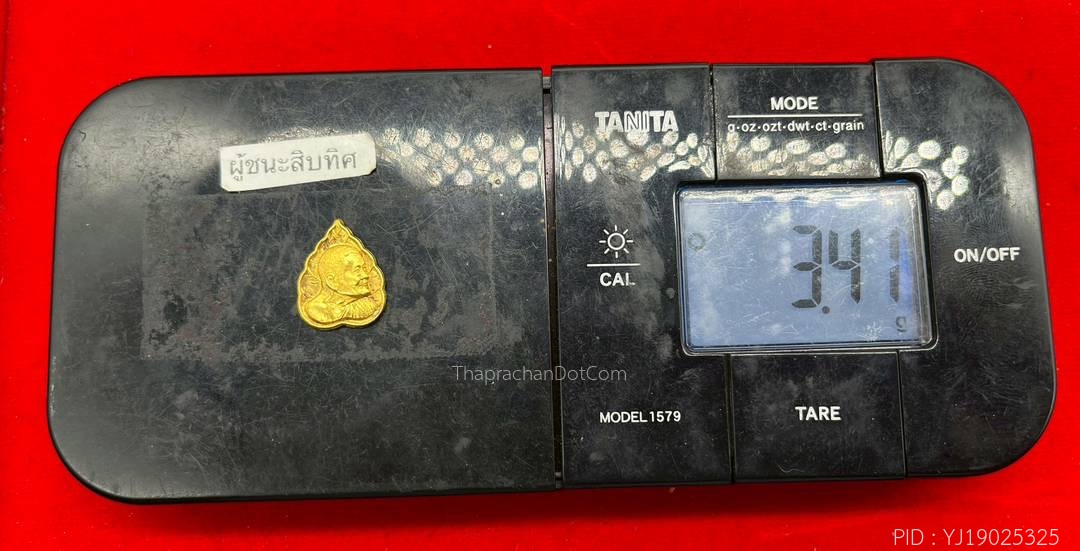 ผู้ชนะสิบทิศ
TANITA
MODE
g·oz·ozt·dwt·ct·grain
CAL
3.41
g
ON/OFF
ThaprachanDotCom
MODEL 1579
TARE
PID : YJ19025325